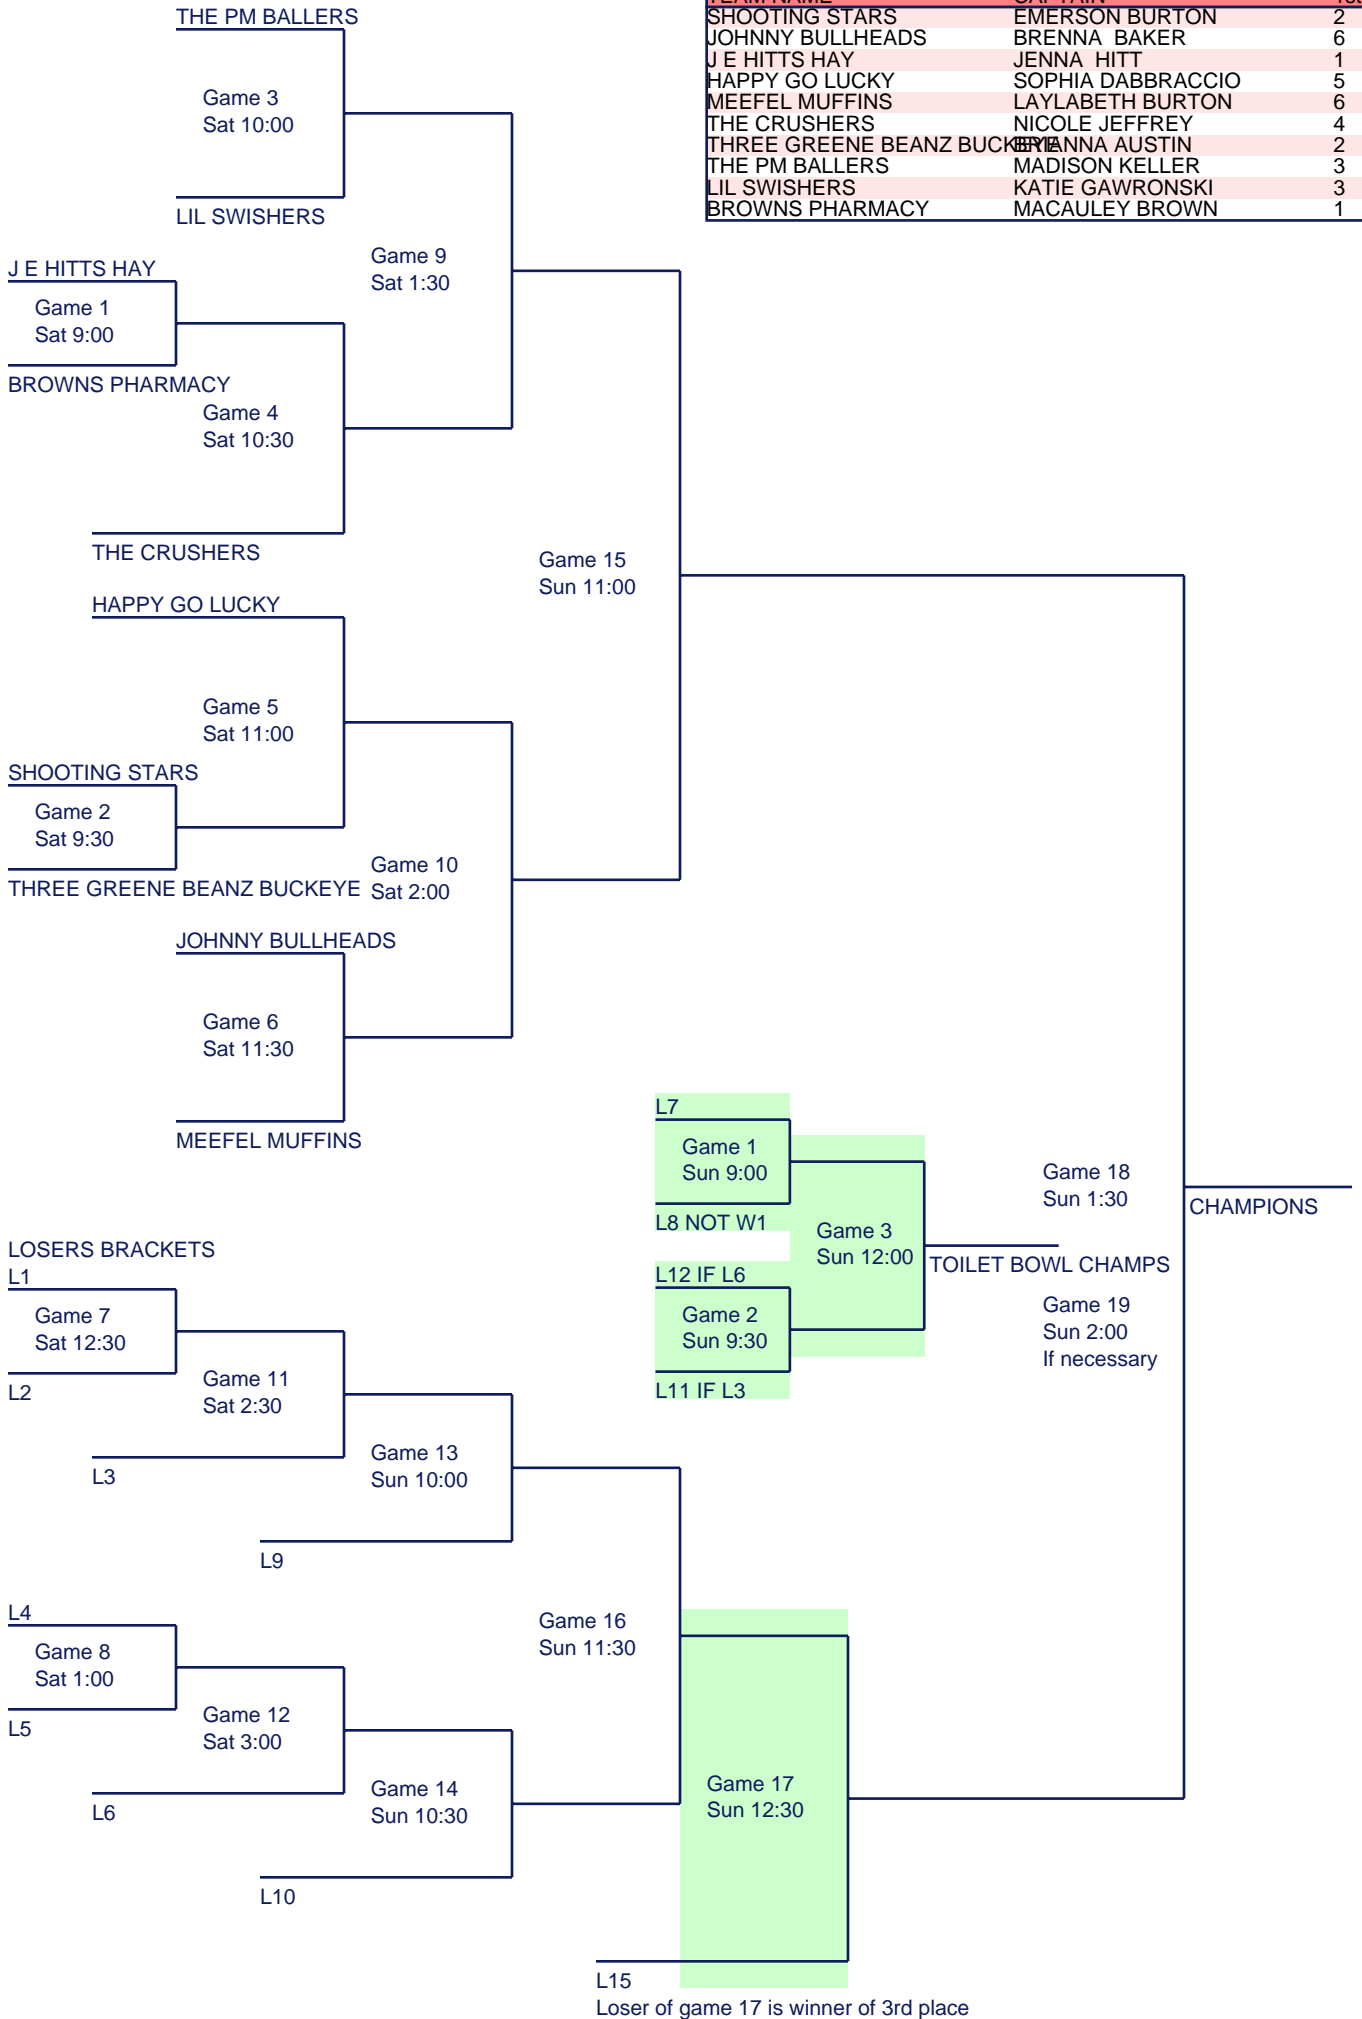 THE PM BALLERS
TEAM NAME CAPTAIN 1st
SHOOTING STARS EMERSON BURTON 2
JOHNNY BULLHEADS BRENNA BAKER 6
J E HITTS HAY JENNA HITT 1
HAPPY GO LUCKY SOPHIA DABBRACCIO 5
MEEFEL MUFFINS LAYLABETH BURTON 6
THE CRUSHERS NICOLE JEFFREY 4
THREE GREENE BEANZ BUCKEYE BRIANNA AUSTIN 2
THE PM BALLERS MADISON KELLER 3
LIL SWISHERS KATIE GAWRONSKI 3
BROWNS PHARMACY MACAULEY BROWN 1
Game 3
Sat 10:00
LIL SWISHERS
Game 9
Sat 1:30
J E HITTS HAY
Game 1
Sat 9:00
BROWNS PHARMACY
Game 4
Sat 10:30
THE CRUSHERS
Game 15
Sun 11:00
HAPPY GO LUCKY
Game 5
Sat 11:00
SHOOTING STARS
Game 2
Sat 9:30
THREE GREENE BEANZ BUCKEYE
Game 10
Sat 2:00
JOHNNY BULLHEADS
Game 6
Sat 11:30
MEEFEL MUFFINS
L7
Game 1
Sun 9:00
L8 NOT W1
Game 3
Sun 12:00
L12 IF L6
Game 2
Sun 9:30
L11 IF L3
TOILET BOWL CHAMPS
Game 18
Sun 1:30
CHAMPIONS
Game 19
Sun 2:00
If necessary
LOSERS BRACKETS
L1
Game 7
Sat 12:30
L2
Game 11
Sat 2:30
L3
Game 13
Sun 10:00
L9
L4
Game 8
Sat 1:00
L5
Game 12
Sat 3:00
L6
Game 14
Sun 10:30
L10
Game 16
Sun 11:30
Game 17
Sun 12:30
L15
Loser of game 17 is winner of 3rd place